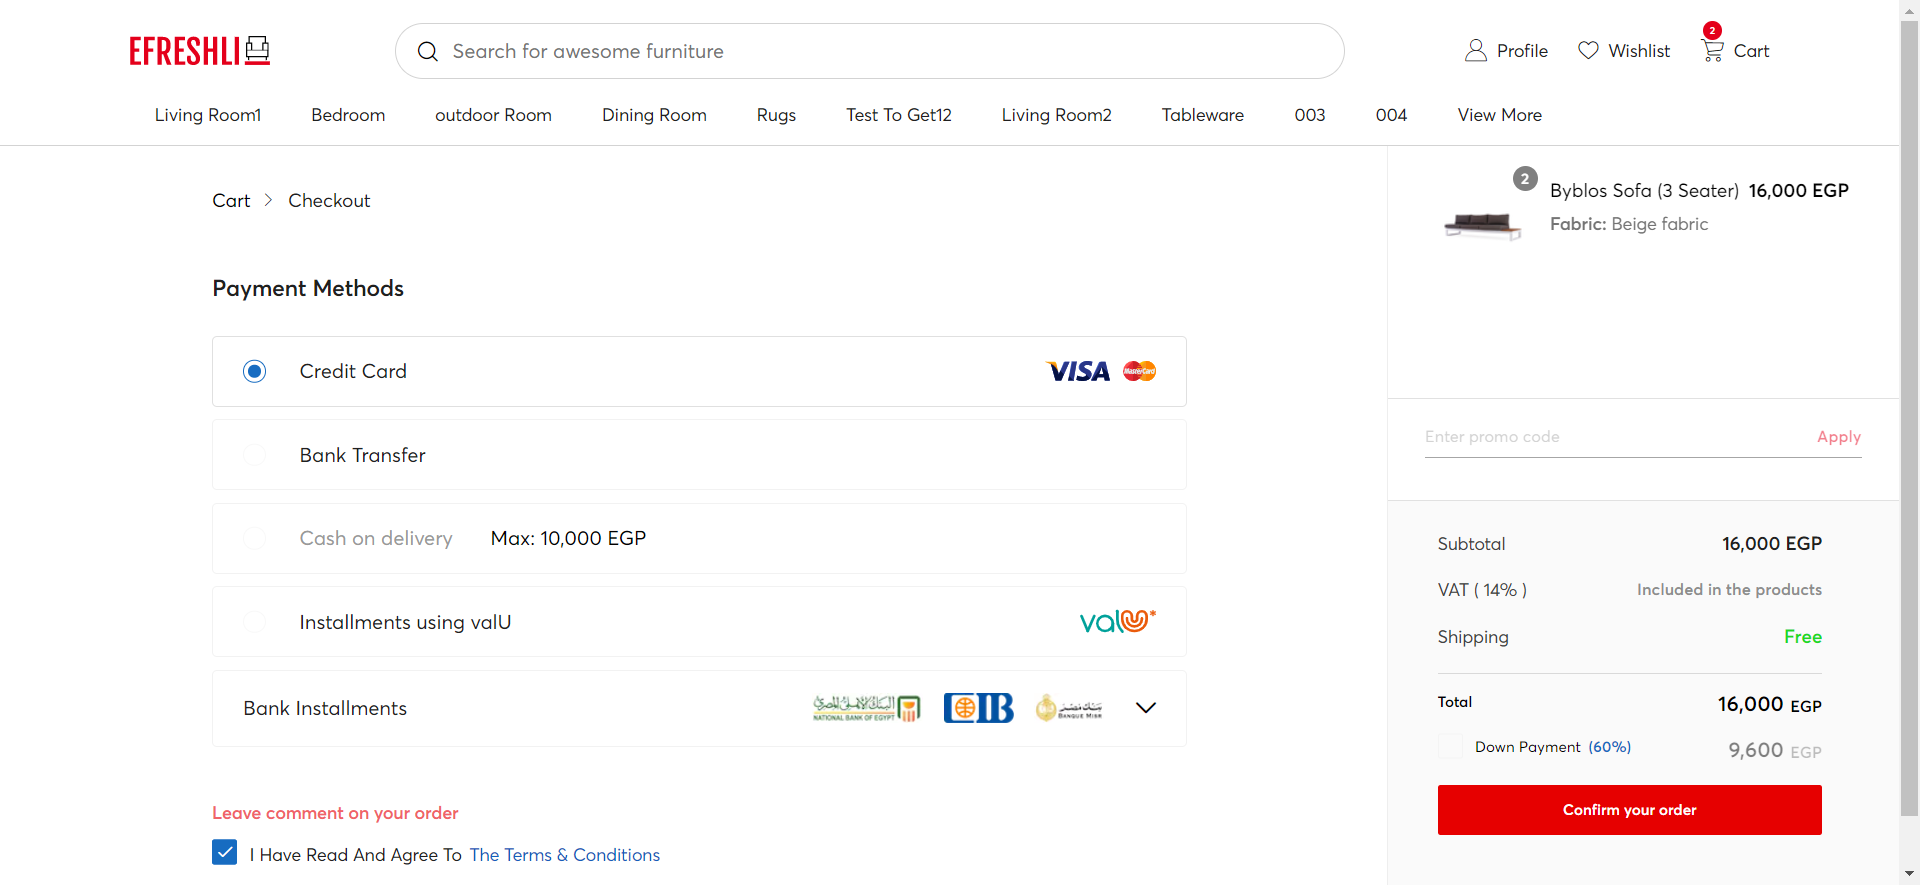 EFRESHLI
Search for awesome furniture
Profile
Wishlist
2
Cart
Living Room1 Bedroom outdoor Room Dining Room Rugs Test To Get12 Living Room2 Tableware 003 004 View More
Cart > Checkout
Payment Methods
Credit Card
VISA MasterCard
Bank Transfer
Cash on delivery Max: 10,000 EGP
Installments using valU
valU*
Bank Installments
البنك الأهلي المصري
NATIONAL BANK OF EGYPT
CIB
بنك مصر
BANQUE MISR
Leave comment on your order
I Have Read And Agree To The Terms & Conditions
2
Byblos Sofa (3 Seater) 16,000 EGP
Fabric: Beige fabric
Enter promo code Apply
Subtotal 16,000 EGP
VAT ( 14% ) Included in the products
Shipping Free
Total 16,000 EGP
Down Payment (60%) 9,600 EGP
Confirm your order